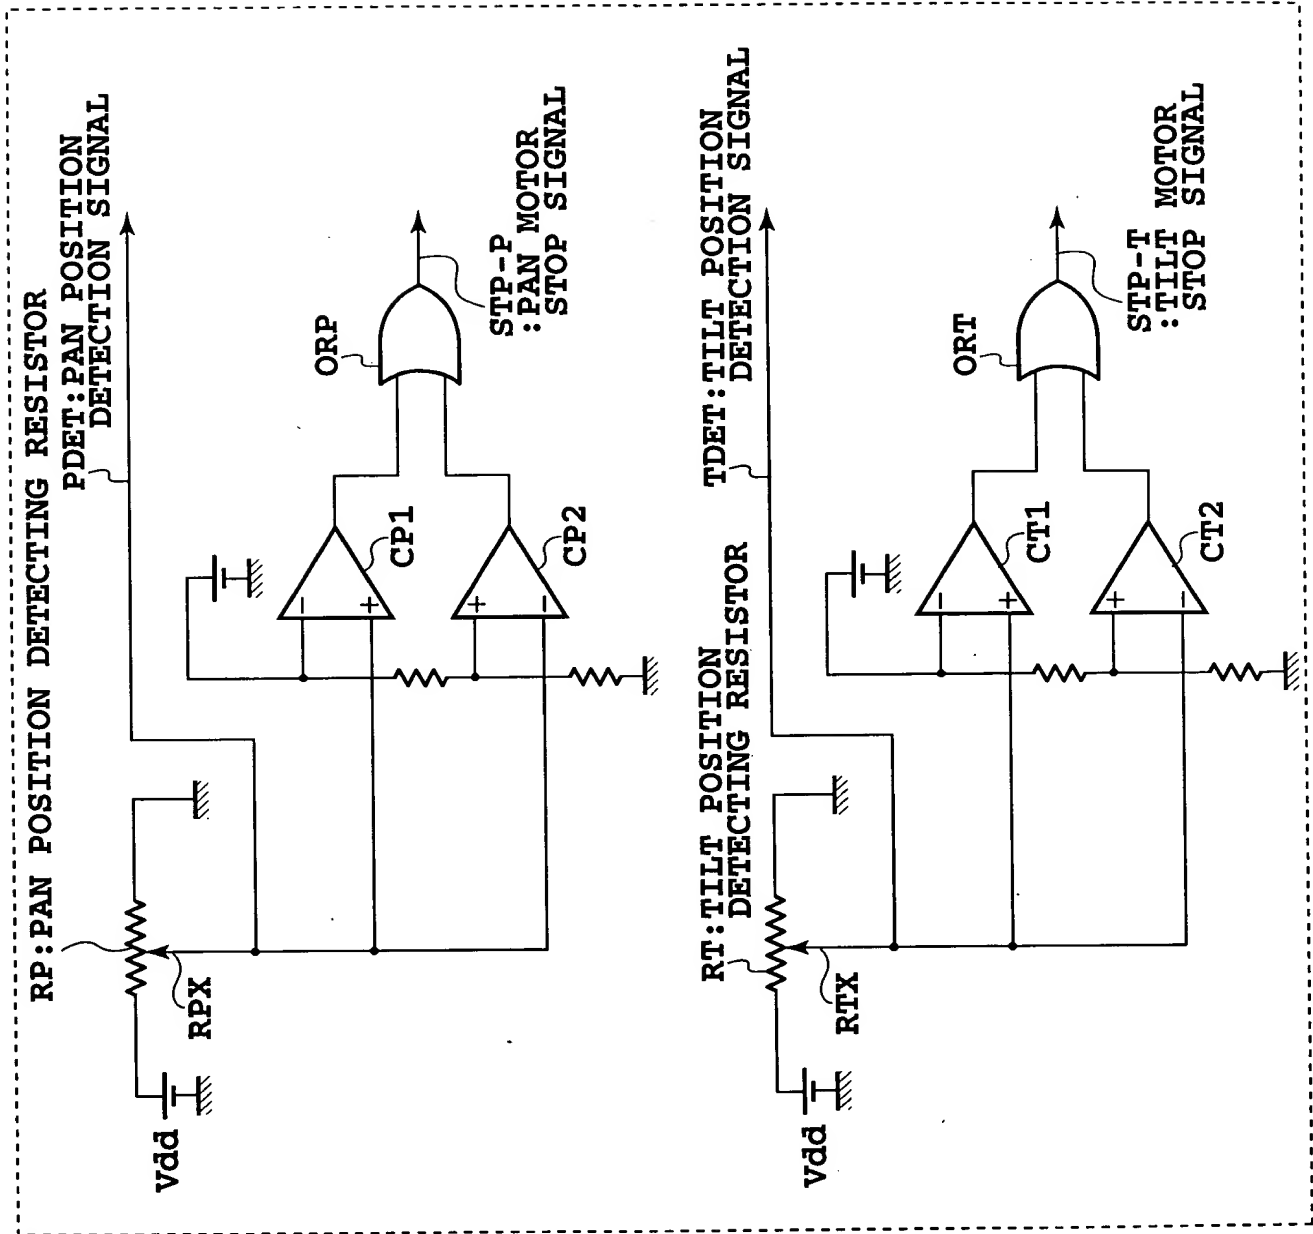 RP:PAN POSITION DETECTING RESISTOR
PDET:PAN POSITION
DETECTION SIGNAL
RPX
Vdd
CP1
CP2
-
+
+
-
ORP
STP-P
:PAN MOTOR
STOP SIGNAL
RT:TILT POSITION
DETECTING RESISTOR
TDET:TILT POSITION
DETECTION SIGNAL
RTX
Vdd
CT1
CT2
-
+
+
-
ORT
STP-T
:TILT MOTOR
STOP SIGNAL